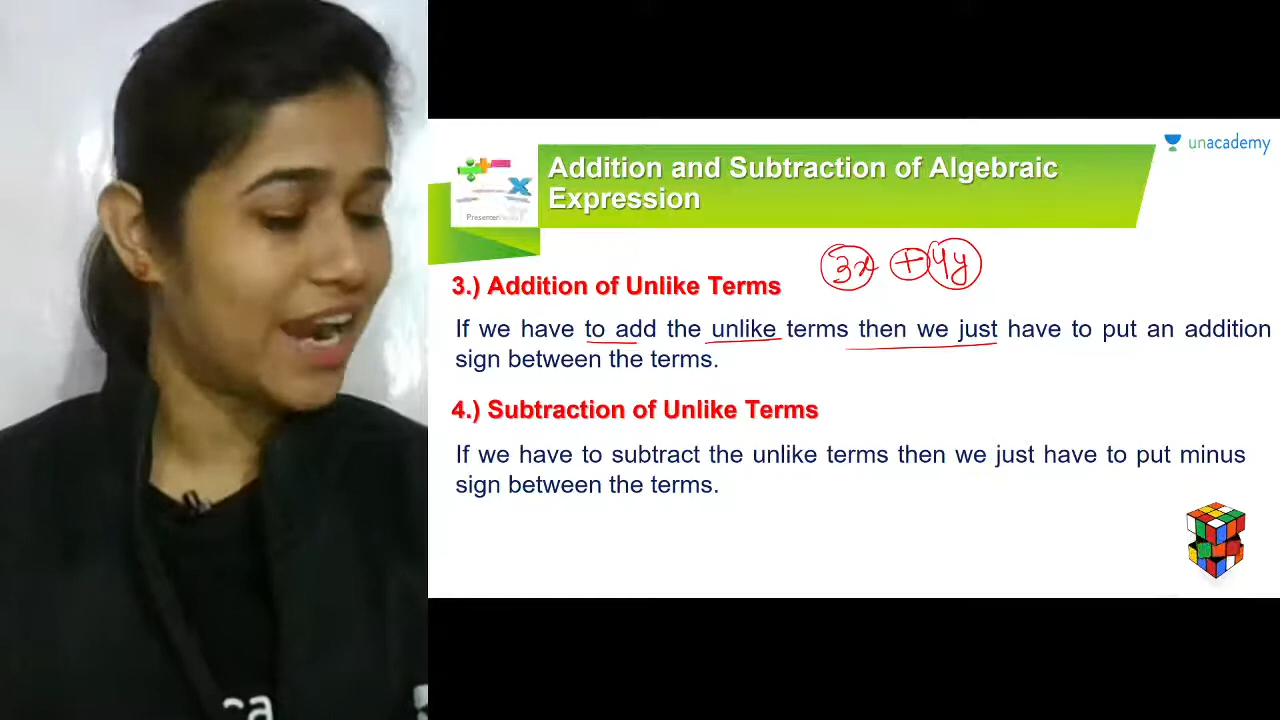 unacademy
Addition and Subtraction of Algebraic
Expression
3x + 4y
3.) Addition of Unlike Terms
If we have to add the unlike terms then we just have to put an addition
sign between the terms.
4.) Subtraction of Unlike Terms
If we have to subtract the unlike terms then we just have to put minus
sign between the terms.